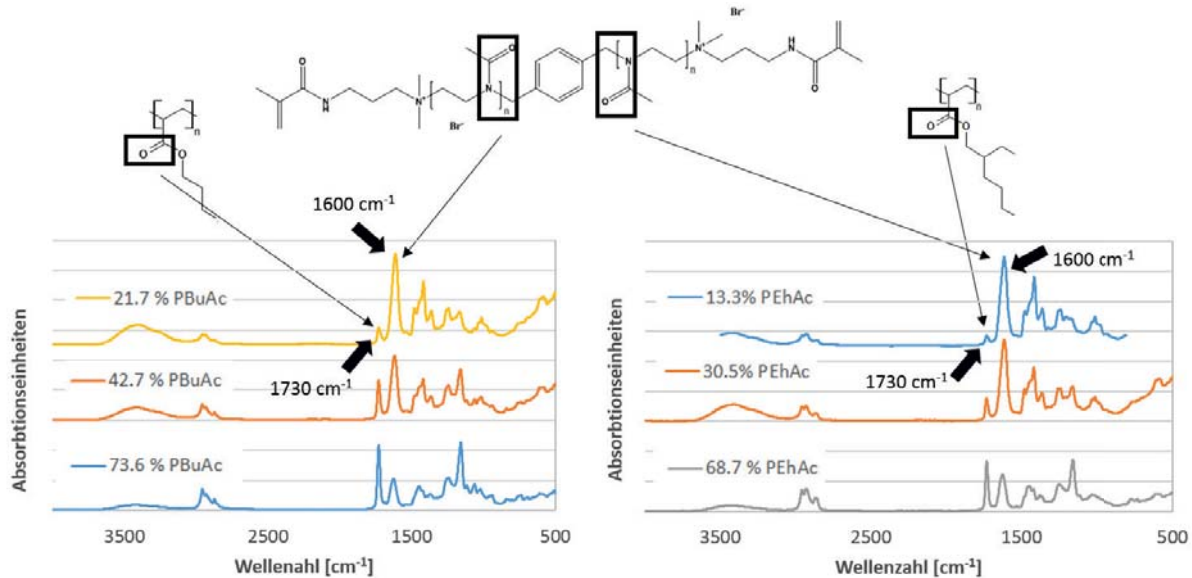 Br-
O
N
n
N+
N
H
O
O
N
H
N+
n
N
n
O
Br-
n
O
O
n
O
O
1600 cm-1
1600 cm-1
21.7 % PBuAc
13.3% PEhAc
1730 cm-1
1730 cm-1
42.7 % PBuAc
30.5% PEhAc
73.6 % PBuAc
68.7 % PEhAc
Absorbtionseinheiten
Absorbtionseinheiten
3500 2500 1500 500
3500 2500 1500 500
Wellenahl [cm-1]
Wellenzahl [cm-1]